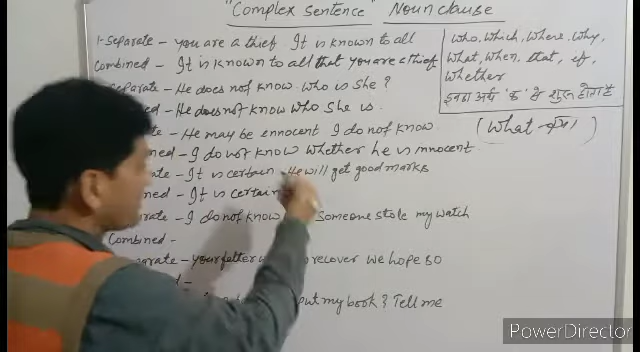 "Complex Sentence" Noun clause
1- Separate - You are a thief. It is known to all
Combined - It is known to all that you are a thief
Separate - He does not know. Who is she?
He does not know who she is.
He may be ennocent I do not know
I do not know whether he is innocent.
It is certain. He will get good marks
It is certain
I do not know Someone stole my watch
Combined -
recover we hope so
put my book? Tell me
Who, which, where, why,
What, when, that, if,
Whether
इनका अर्थ 'क' से शुरू होता है
(What - क्या)
PowerDirector